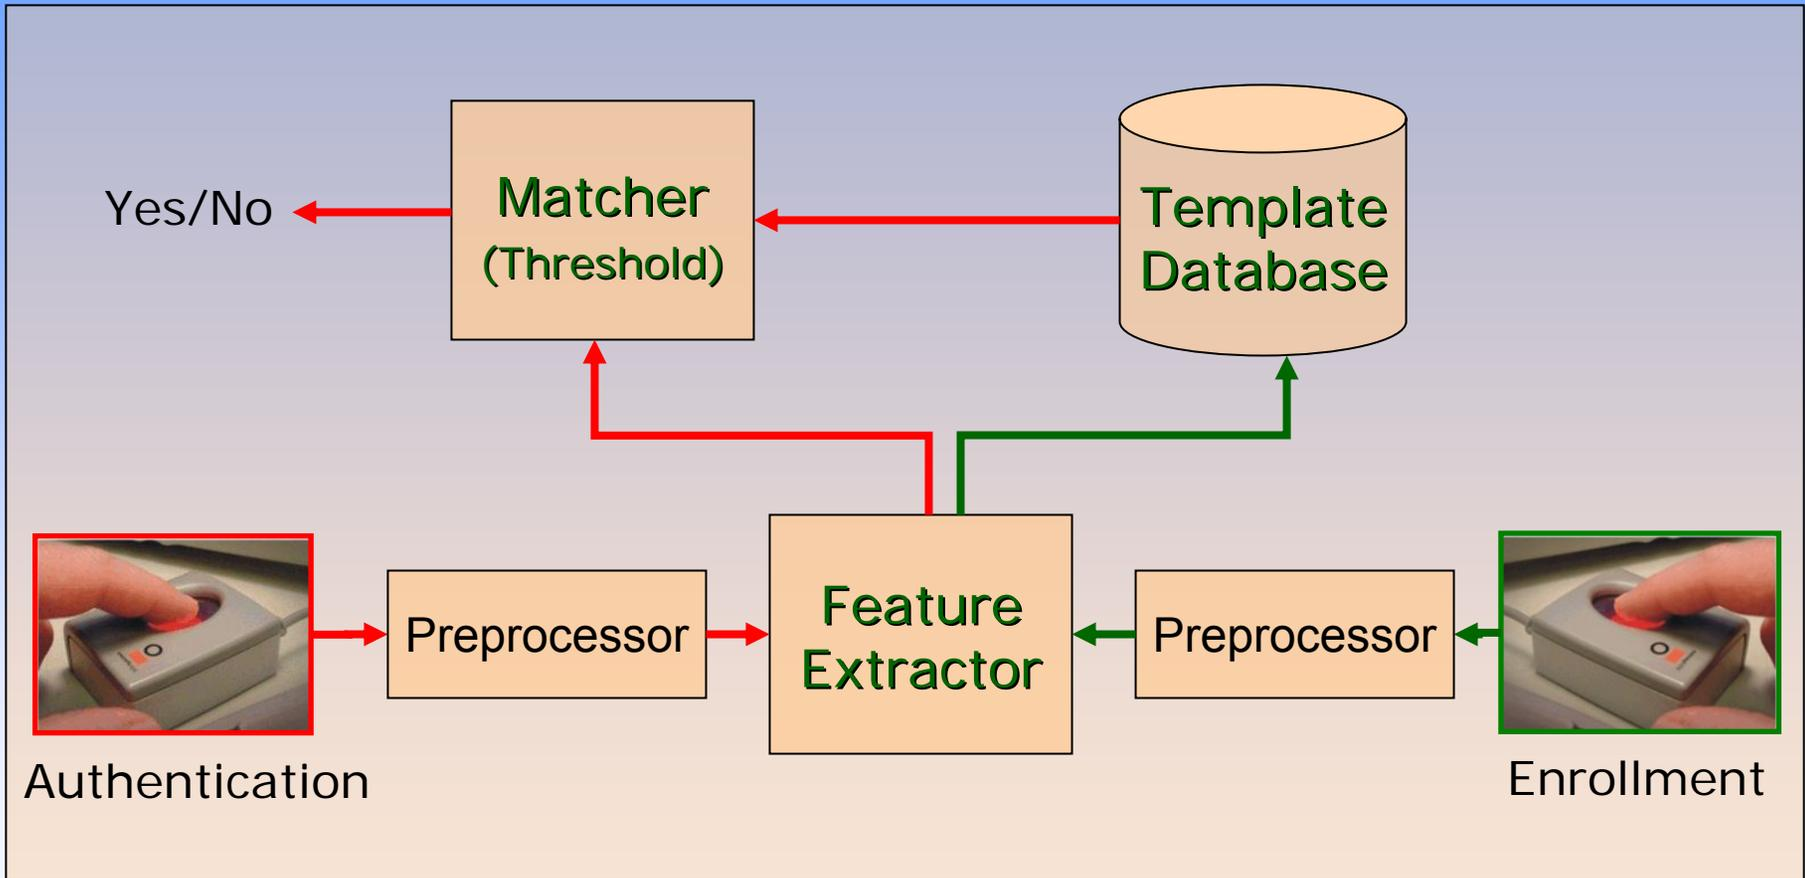 Yes/No
Matcher
(Threshold)
Template
Database
Preprocessor
Feature
Extractor
Preprocessor
Authentication
Enrollment